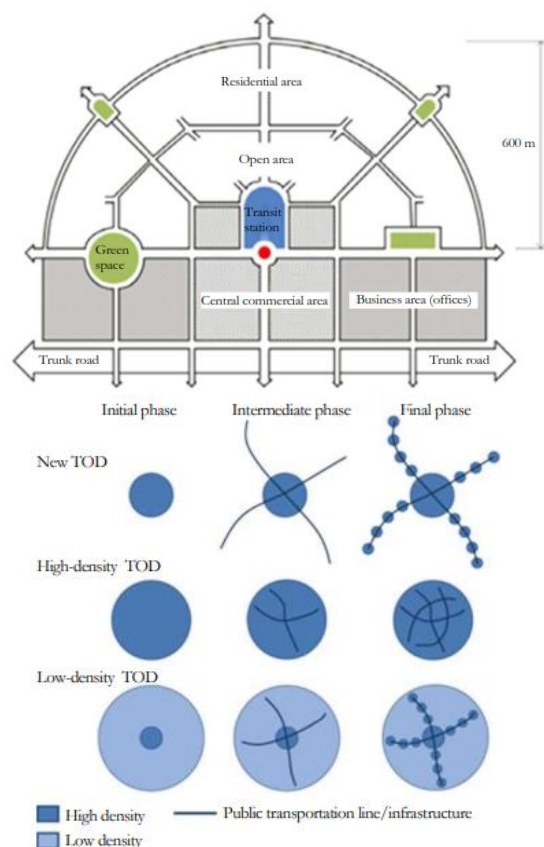 Residential area
600 m
Open area
Transit
station
Green
space
Central commercial area
Business area (offices)
Trunk road
Trunk road
Initial phase
Intermediate phase
Final phase
New TOD
High-density TOD
Low-density TOD
High density
Public transportation line/infrastructure
Low density